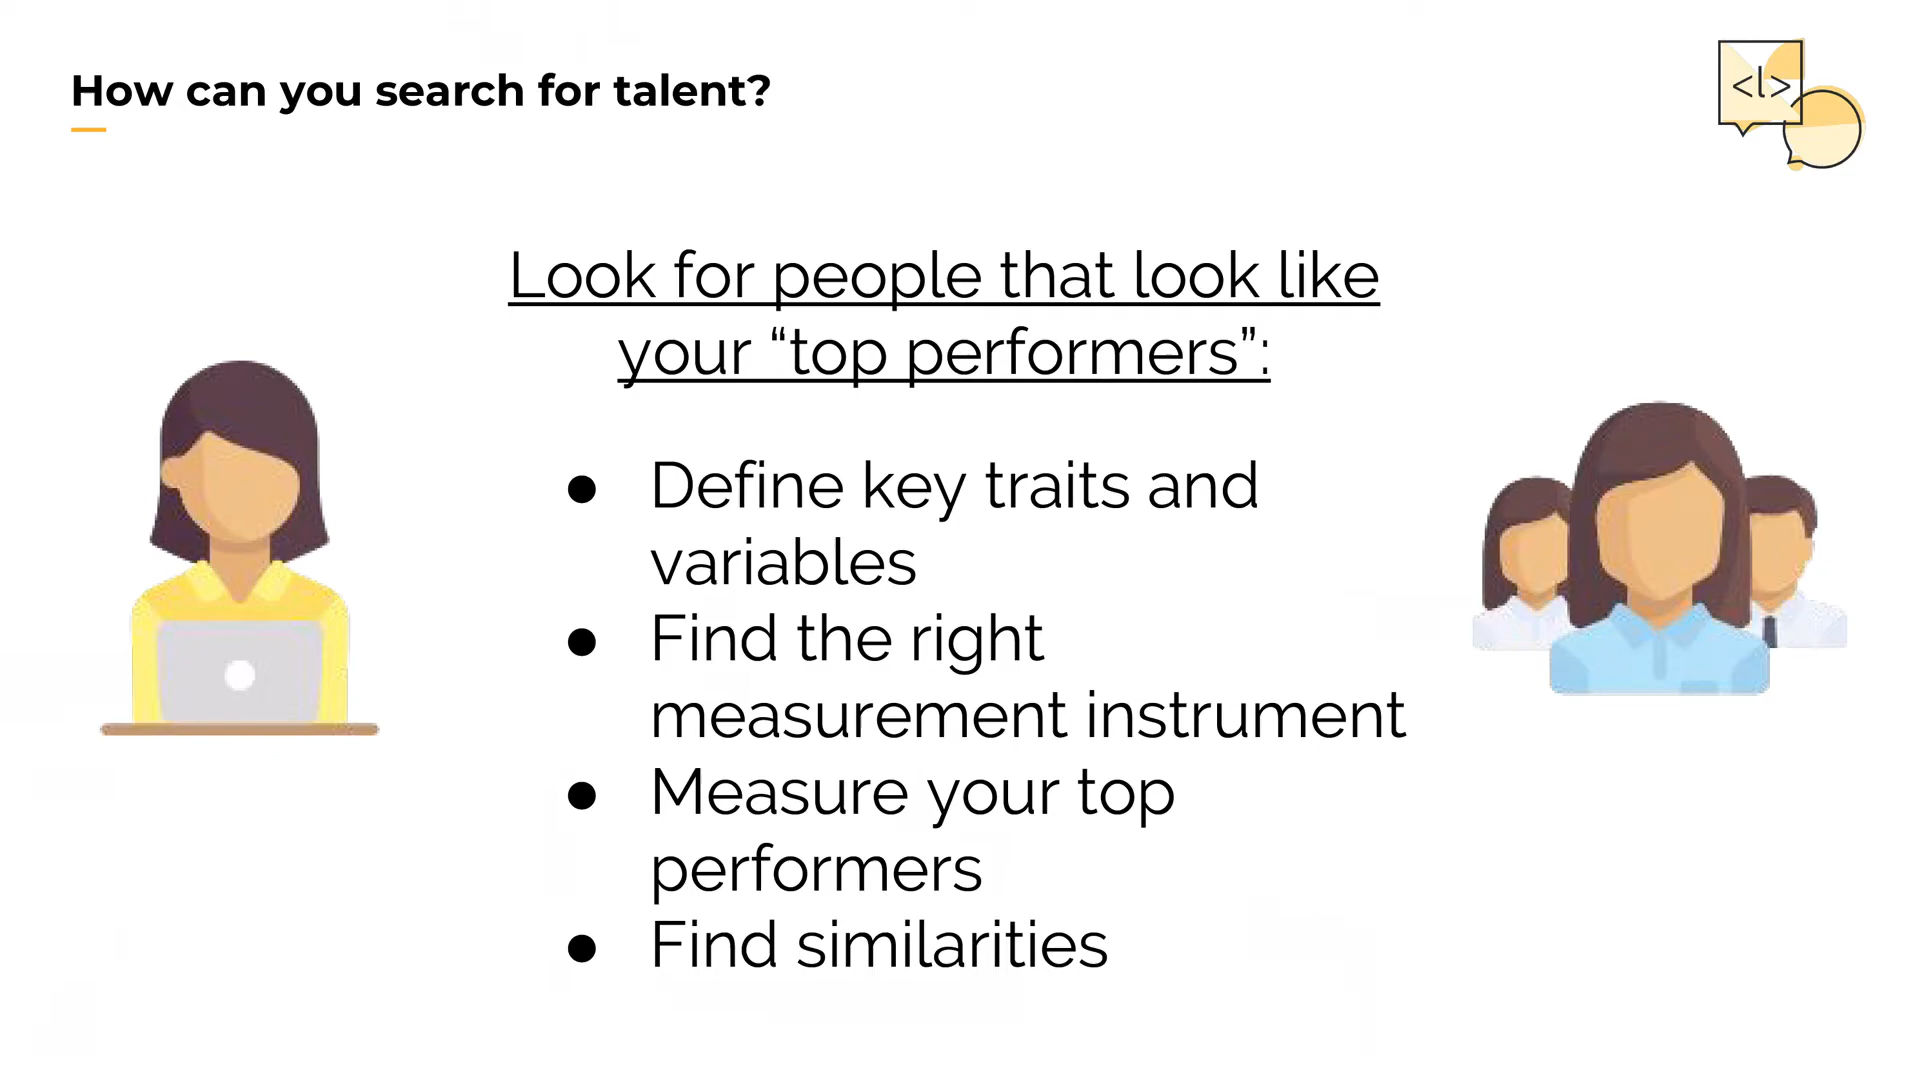 How can you search for talent?
<l>
Look for people that look like
your “top performers”:
● Define key traits and
variables
● Find the right
measurement instrument
● Measure your top
performers
● Find similarities